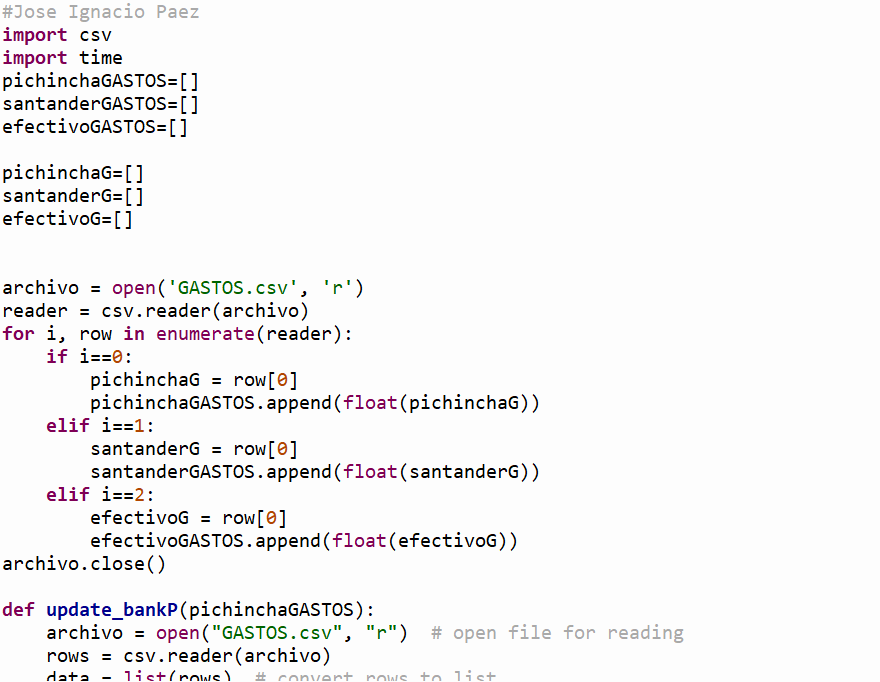 #Jose Ignacio Paez
import csv
import time
pichinchaGASTOS=[]
santanderGASTOS=[]
efectivoGASTOS=[]
pichinchaG=[]
santanderG=[]
efectivoG=[]
archivo = open('GASTOS.csv', 'r')
reader = csv.reader(archivo)
for i, row in enumerate(reader):
    if i==0:
        pichinchaG = row[0]
        pichinchaGASTOS.append(float(pichinchaG))
    elif i==1:
        santanderG = row[0]
        santanderGASTOS.append(float(santanderG))
    elif i==2:
        efectivoG = row[0]
        efectivoGASTOS.append(float(efectivoG))
archivo.close()
def update_bankP(pichinchaGASTOS):
    archivo = open("GASTOS.csv", "r")  # open file for reading
    rows = csv.reader(archivo)
    data = list(rows)  # convert rows to list